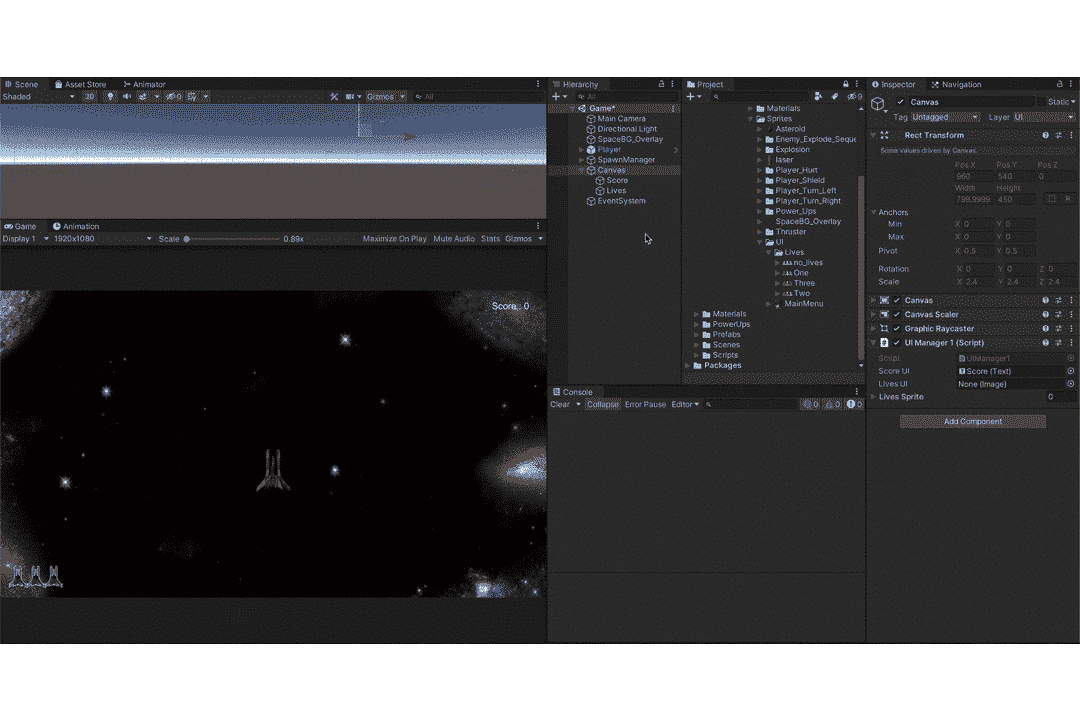 Scene Asset Store Animator
Shaded 2D 0 Gizmos All
Game Animation
Display 1 1920x1080 Scale 0.89x Maximize On Play Mute Audio Stats Gizmos
Score : 0
Hierarchy
All
Game*
Main Camera
Directional Light
SpaceBG_Overlay
Player
SpawnManager
Canvas
Score
Lives
EventSystem
Project
9
Materials
Sprites
Asteroid
Enemy_Explode_Seque
Explosion
laser
Player_Hurt
Player_Shield
Player_Turn_Left
Player_Turn_Right
Power_Ups
SpaceBG_Overlay
Thruster
UI
Lives
no_lives
One
Three
Two
MainMenu
Materials
PowerUps
Prefabs
Scenes
Scripts
Packages
Console
Clear Collapse Error Pause Editor 0 0 0
Inspector Navigation
Canvas Static
Tag Untagged Layer UI
Rect Transform
Some values driven by Canvas.
Pos X Pos Y Pos Z
960 540 0
Width Height
799.9999 450 R
Anchors
Min X 0 Y 0
Max X 0 Y 0
Pivot X 0.5 Y 0.5
Rotation X 0 Y 0 Z 0
Scale X 2.4 Y 2.4 Z 2.4
Canvas
Canvas Scaler
Graphic Raycaster
UI Manager 1 (Script)
Script UIManager1
Score UI Score (Text)
Lives UI None (Image)
Lives Sprite 0
Add Component